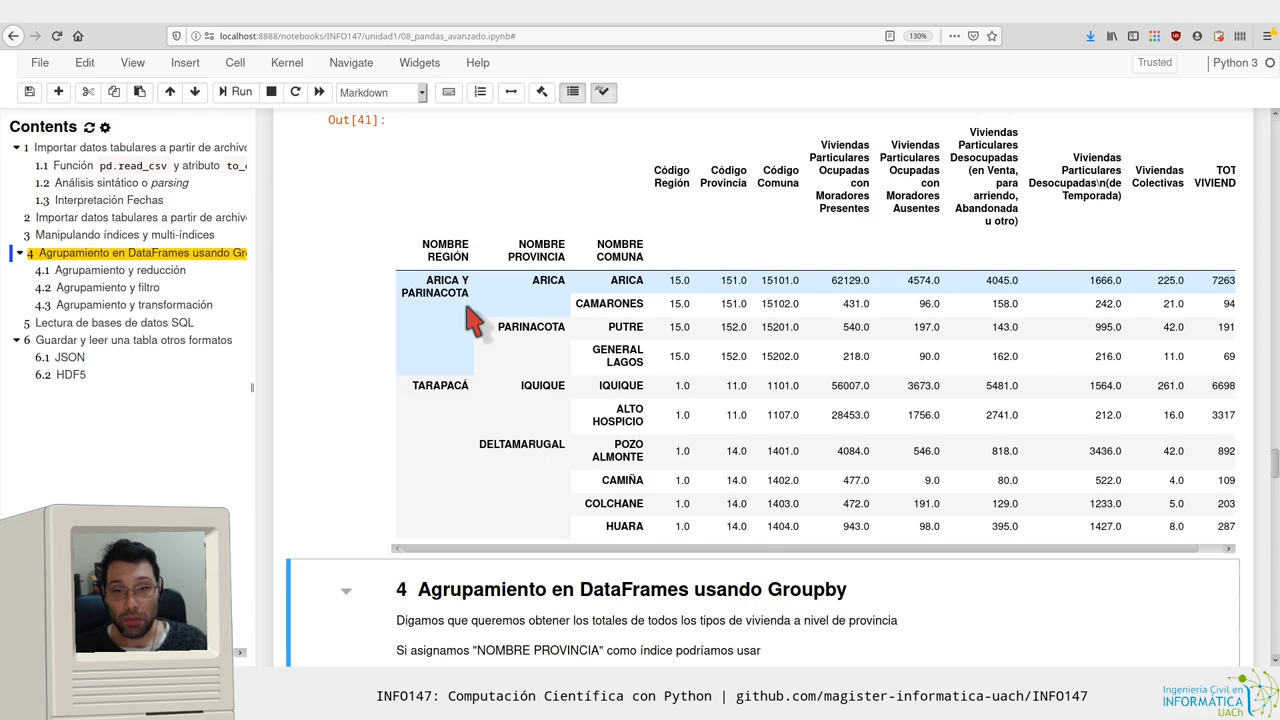 localhost:8888/notebooks/INFO147/unidad1/08_pandas_avanzado.ipynb#
130%
File Edit View Insert Cell Kernel Navigate Widgets Help
Trusted
Python 3
Run
Markdown
Contents
1 Importar datos tabulares a partir de archivo
1.1 Función pd.read_csv y atributo to_
1.2 Análisis sintático o parsing
1.3 Interpretación Fechas
2 Importar datos tabulares a partir de archivo
3 Manipulando índices y multi-índices
4 Agrupamiento en DataFrames usando Gr
4.1 Agrupamiento y reducción
4.2 Agrupamiento y filtro
4.3 Agrupamiento y transformación
5 Lectura de bases de datos SQL
6 Guardar y leer una tabla otros formatos
6.1 JSON
6.2 HDF5
Out[41]:
Código Región
Código Provincia
Código Comuna
Viviendas Particulares Ocupadas con Moradores Presentes
Viviendas Particulares Ocupadas con Moradores Ausentes
Viviendas Particulares Desocupadas (en Venta, para arriendo, Abandonada u otro)
Viviendas Particulares Desocupadas\n(de Temporada)
Viviendas Colectivas
TOT VIVIEND
NOMBRE REGIÓN
NOMBRE PROVINCIA
NOMBRE COMUNA
ARICA Y PARINACOTA ARICA ARICA 15.0 151.0 15101.0 62129.0 4574.0 4045.0 1666.0 225.0 7263
CAMARONES 15.0 151.0 15102.0 431.0 96.0 158.0 242.0 21.0 94
PARINACOTA PUTRE 15.0 152.0 15201.0 540.0 197.0 143.0 995.0 42.0 191
GENERAL LAGOS 15.0 152.0 15202.0 218.0 90.0 162.0 216.0 11.0 69
TARAPACÁ IQUIQUE IQUIQUE 1.0 11.0 1101.0 56007.0 3673.0 5481.0 1564.0 261.0 6698
ALTO HOSPICIO 1.0 11.0 1107.0 28453.0 1756.0 2741.0 212.0 16.0 3317
DELTAMARUGAL POZO ALMONTE 1.0 14.0 1401.0 4084.0 546.0 818.0 3436.0 42.0 892
CAMIÑA 1.0 14.0 1402.0 477.0 9.0 80.0 522.0 4.0 109
COLCHANE 1.0 14.0 1403.0 472.0 191.0 129.0 1233.0 5.0 203
HUARA 1.0 14.0 1404.0 943.0 98.0 395.0 1427.0 8.0 287
4 Agrupamiento en DataFrames usando Groupby
Digamos que queremos obtener los totales de todos los tipos de vivienda a nivel de provincia
Si asignamos "NOMBRE PROVINCIA" como índice podríamos usar
INFO147: Computación Científica con Python | github.com/magister-informatica-uach/INFO147
Ingeniería Civil en
INFORMÁTICA
UACh